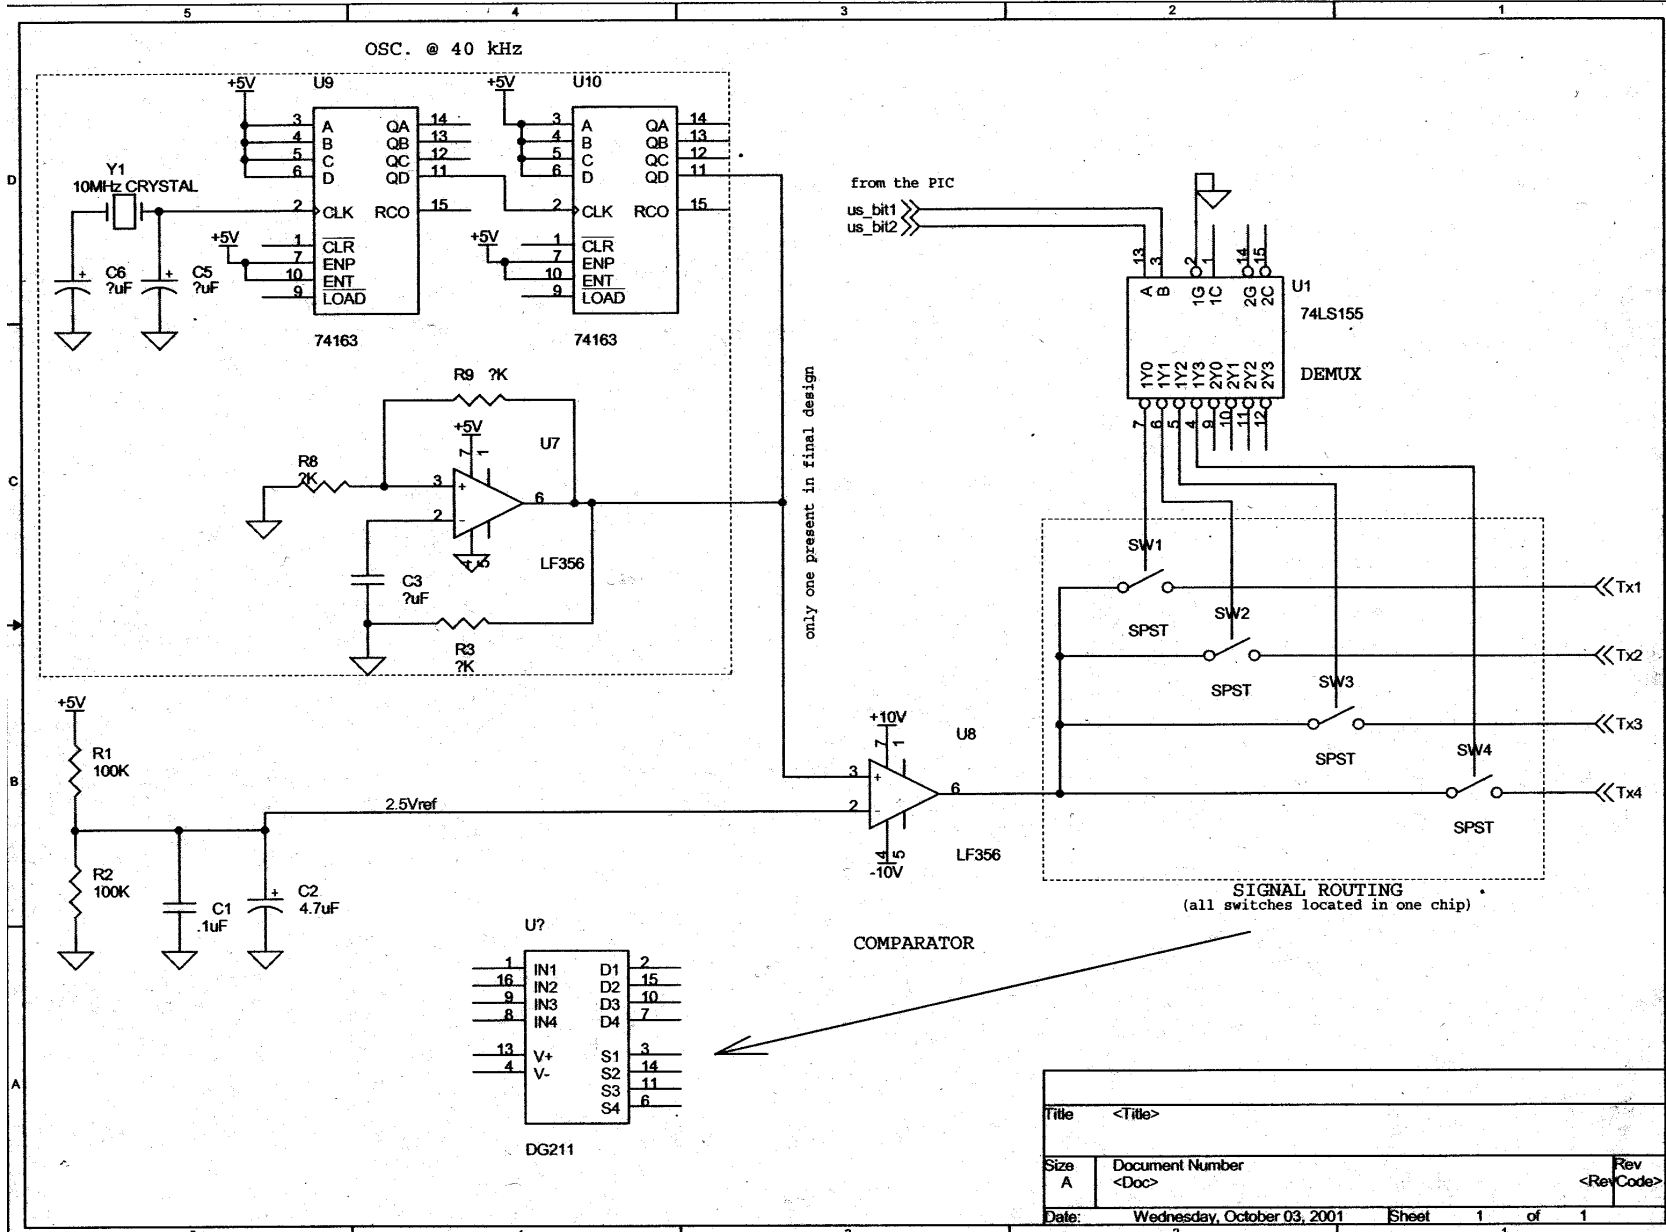 5 4 3 2 1
OSC. @ 40 kHz
+5V U9 +5V U10
3 A QA 14
4 B QB 13
5 C QC 12
6 D QD 11
2 CLK RCO 15
1 CLR
7 ENP
10 ENT
9 LOAD
74163
3 A QA 14
4 B QB 13
5 C QC 12
6 D QD 11
2 CLK RCO 15
1 CLR
7 ENP
10 ENT
9 LOAD
74163
Y1
10MHz CRYSTAL
+5V
+5V
+ C6
?uF
+ C5
?uF
D
from the PIC
us_bit1
us_bit2
13 3 2 1 14 15
A B 1G 1C 2G 2C
U1
74LS155
1Y0 1Y1 1Y2 1Y3 2Y0 2Y1 2Y2 2Y3
DEMUX
7 6 5 4 9 10 11 12
R9 ?K
+5V
7 1
U7
R8
?K
3 +
2 -
6
4 5
LF356
C3
?uF
R3
?K
C
only one present in final design
SW1
SPST
Tx1
SW2
SPST
Tx2
SW3
SPST
Tx3
SW4
SPST
Tx4
+5V
R1
100K
2.5Vref
R2
100K
C1
.1uF
+ C2
4.7uF
B
+10V
7 1
U8
3 +
2 -
6
4 5
-10V
LF356
SIGNAL ROUTING
(all switches located in one chip)
COMPARATOR
U?
1 IN1 D1 2
16 IN2 D2 15
9 IN3 D3 10
8 IN4 D4 7
13 V+ S1 3
4 V- S2 14
S3 11
S4 6
DG211
A
Title <Title>
Size Document Number Rev
A <Doc> <RevCode>
Date: Wednesday, October 03, 2001 Sheet 1 of 1